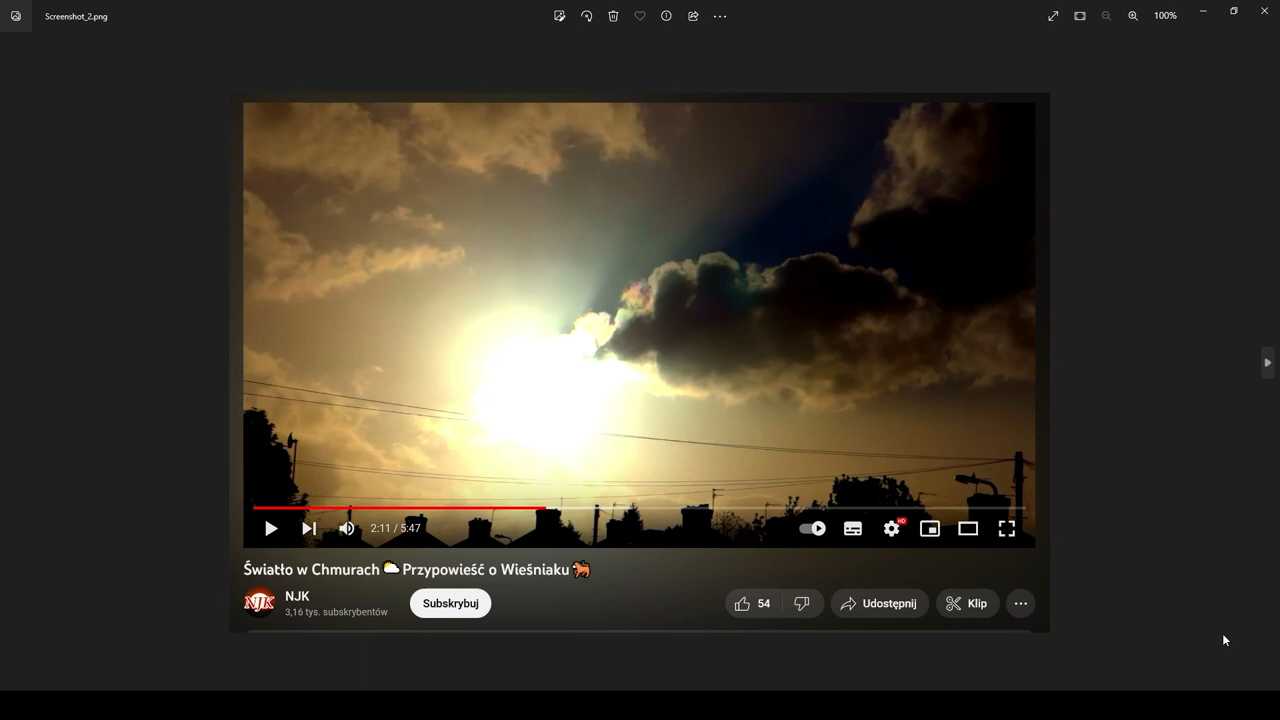 Screenshot_2.png
100%
2:11 / 5:47
HD
Światło w Chmurach ⛅ Przypowieść o Wieśniaku 🐎
NJK
NJK
3,16 tys. subskrybentów
Subskrybuj
54
Udostępnij
Klip